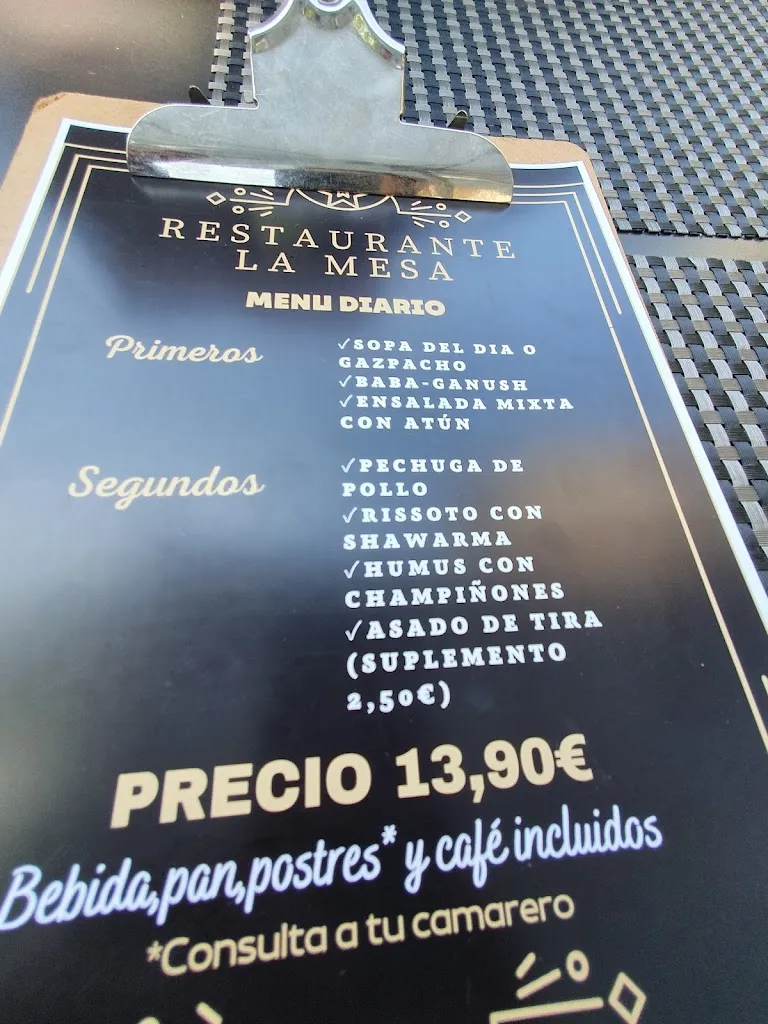 RESTAURANTE
LA MESA
MENU DIARIO
Primeros
✓SOPA DEL DIA O
GAZPACHO
✓BABA-GANUSH
✓ENSALADA MIXTA
CON ATÚN
Segundos
✓PECHUGA DE
POLLO
✓RISSOTO CON
SHAWARMA
✓HUMUS CON
CHAMPIÑONES
✓ASADO DE TIRA
(SUPLEMENTO
2,50€)
PRECIO 13,90€
Bebida,pan,postres* y café incluidos
*Consulta a tu camarero